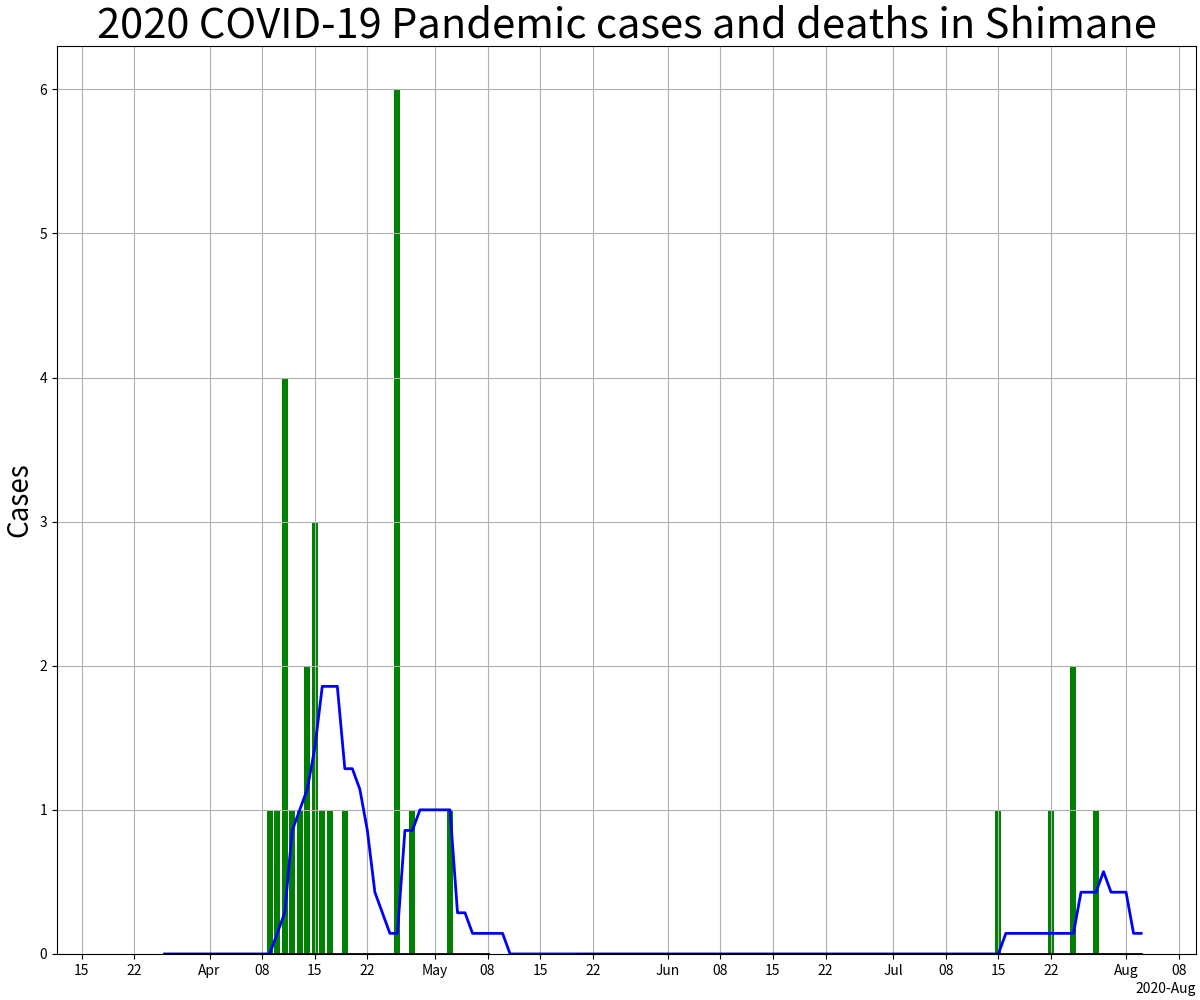 2020 COVID-19 Pandemic cases and deaths in Shimane
6
5
4
3
2
1
0
Cases
15 22 Apr 08 15 22 May 08 15 22 Jun 08 15 22 Jul 08 15 22 Aug 08
2020-Aug